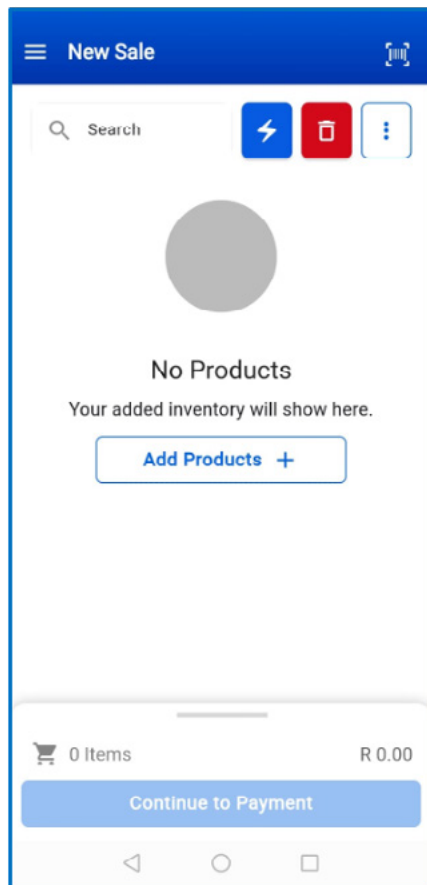 New Sale
Search
No Products
Your added inventory will show here.
Add Products +
0 Items R 0.00
Continue to Payment